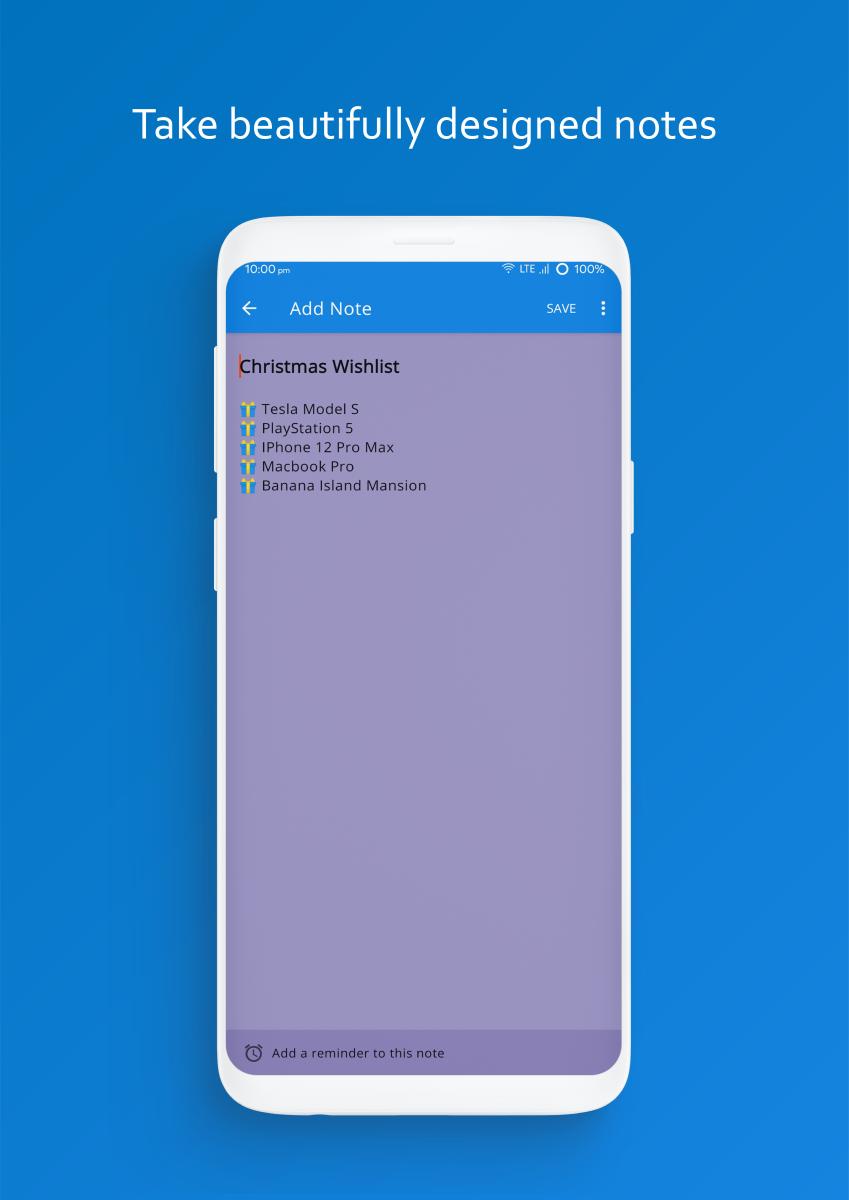 Take beautifully designed notes
10:00 pm LTE 100%
Add Note SAVE
Christmas Wishlist
🎁 Tesla Model S
🎁 PlayStation 5
🎁 IPhone 12 Pro Max
🎁 Macbook Pro
🎁 Banana Island Mansion
Add a reminder to this note